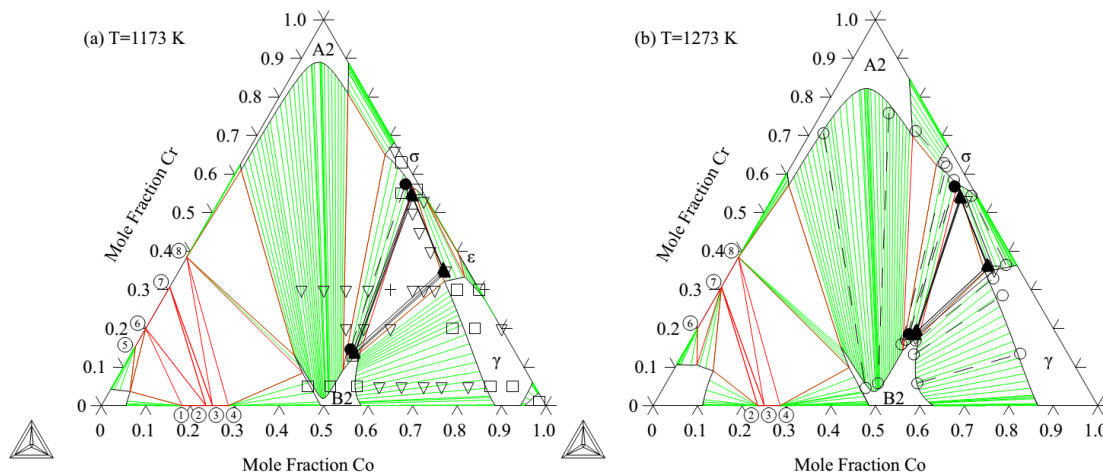 (a) T=1173 K
1.0
A2
0.9
0.8
0.7
0.6
0.5
0.4
0.3
0.2
0.1
0
Mole Fraction Cr
σ
ε
γ
B2
⑧
⑦
⑥
⑤
① ② ③ ④
0 0.1 0.2 0.3 0.4 0.5 0.6 0.7 0.8 0.9 1.0
Mole Fraction Co
(b) T=1273 K
1.0
A2
0.9
0.8
0.7
0.6
0.5
0.4
0.3
0.2
0.1
0
Mole Fraction Cr
σ
ε
γ
B2
⑧
⑦
⑥
② ③ ④
0 0.1 0.2 0.3 0.4 0.5 0.6 0.7 0.8 0.9 1.0
Mole Fraction Co